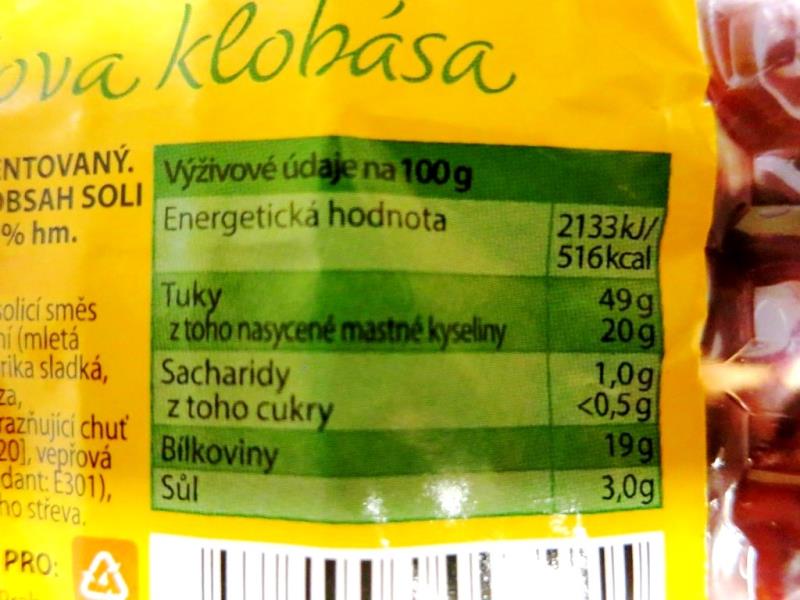 ova klobása
ENTOVANÝ.
OBSAH SOLI
% hm.
solicí směs
ní (mletá
rika sladká,
za,
razňující chuť
20], vepřová
dant: E301),
ho střeva.
PRO:
Výživové údaje na 100 g
Energetická hodnota 2133 kJ/
516 kcal
Tuky 49 g
z toho nasycené mastné kyseliny 20 g
Sacharidy 1,0 g
z toho cukry <0,5 g
Bílkoviny 19 g
Sůl 3,0g